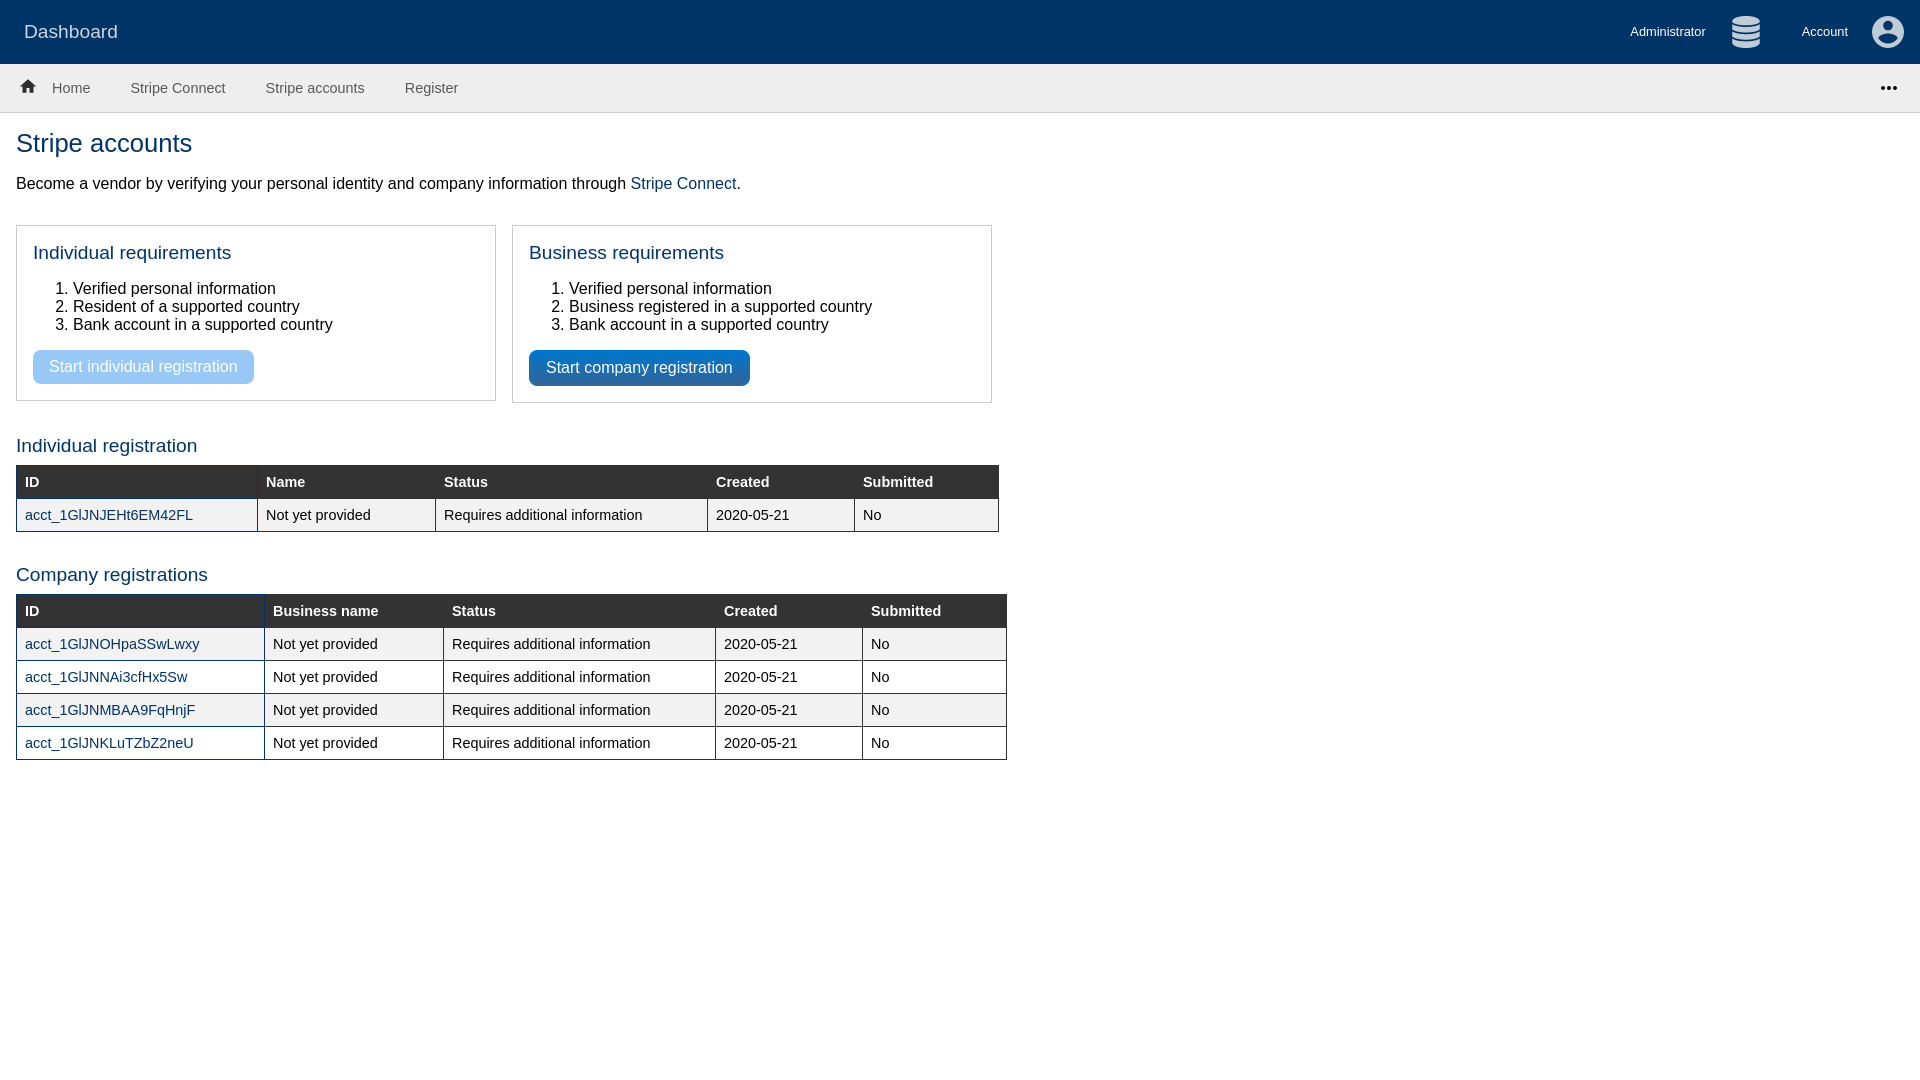 Dashboard
Administrator
Account
Home
Stripe Connect
Stripe accounts
Register
Stripe accounts
Become a vendor by verifying your personal identity and company information through Stripe Connect.
Individual requirements
1. Verified personal information
2. Resident of a supported country
3. Bank account in a supported country
Start individual registration
Business requirements
1. Verified personal information
2. Business registered in a supported country
3. Bank account in a supported country
Start company registration
Individual registration
ID Name Status Created Submitted
acct_1GlJNJEHt6EM42FL Not yet provided Requires additional information 2020-05-21 No
Company registrations
ID Business name Status Created Submitted
acct_1GlJNOHpaSSwLwxy Not yet provided Requires additional information 2020-05-21 No
acct_1GlJNNAi3cfHx5Sw Not yet provided Requires additional information 2020-05-21 No
acct_1GlJNMBAA9FqHnjF Not yet provided Requires additional information 2020-05-21 No
acct_1GlJNKLuTZbZ2neU Not yet provided Requires additional information 2020-05-21 No